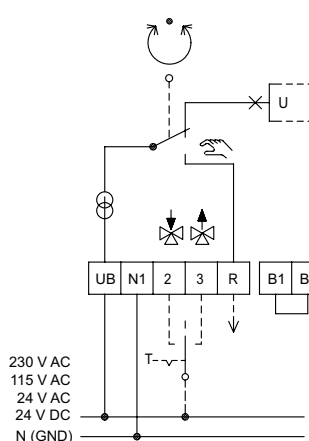 U
UB N1 2 3 R B1 B
T
230 V AC
115 V AC
24 V AC
24 V DC
N (GND)